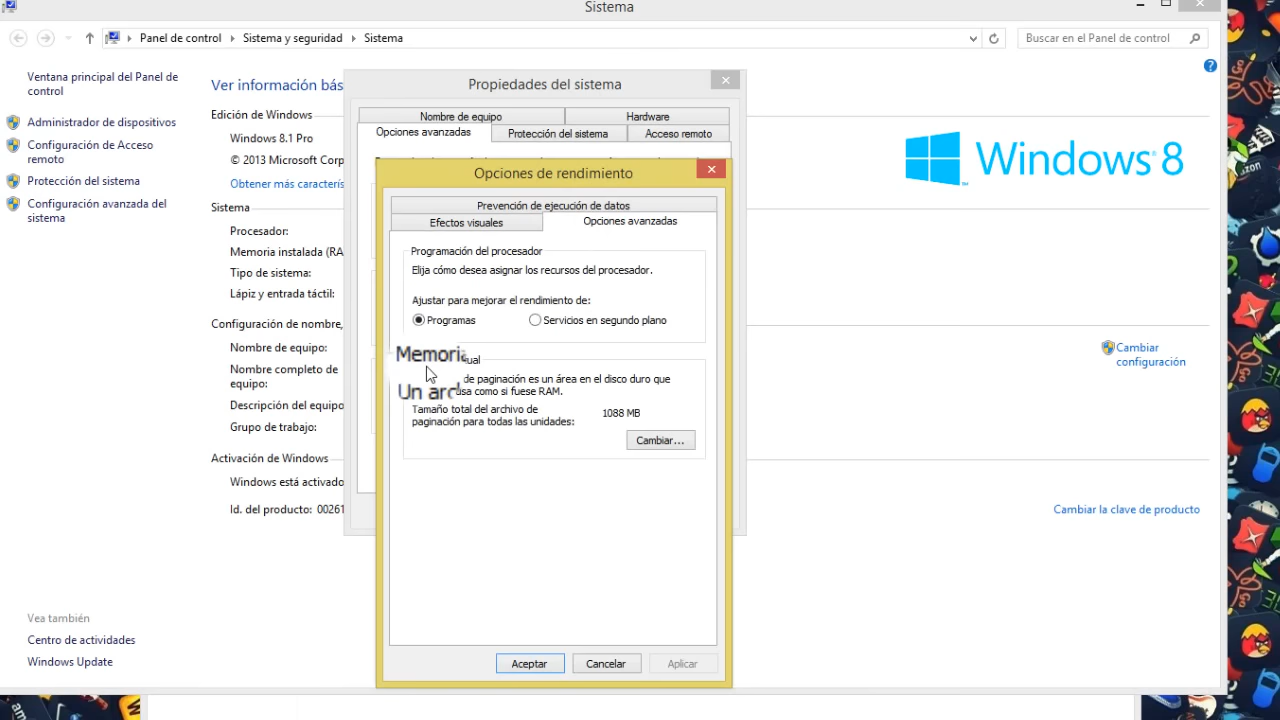 Sistema
Panel de control
Sistema y seguridad
Sistema
Buscar en el Panel de control
Ventana principal del Panel de
control
Administrador de dispositivos
Configuración de Acceso
remoto
Protección del sistema
Configuración avanzada del
sistema
Vea también
Centro de actividades
Windows Update
Ver información bás
Edición de Windows
Windows 8.1 Pro
© 2013 Microsoft Corp
Obtener más caracterís
Sistema
Procesador:
Memoria instalada (RA
Tipo de sistema:
Lápiz y entrada táctil:
Configuración de nombre,
Nombre de equipo:
Nombre completo de
equipo:
Descripción del equipo
Grupo de trabajo:
Activación de Windows
Windows está activado
Id. del producto: 00261
Windows 8
Cambiar
configuración
Cambiar la clave de producto
Propiedades del sistema
Nombre de equipo
Hardware
Opciones avanzadas
Protección del sistema
Acceso remoto
Opciones de rendimiento
Prevención de ejecución de datos
Efectos visuales
Opciones avanzadas
Programación del procesador
Elija cómo desea asignar los recursos del procesador.
Ajustar para mejorar el rendimiento de:
Programas
Servicios en segundo plano
Memoria ual
Un arc de paginación es un área en el disco duro que
usa como si fuese RAM.
Tamaño total del archivo de
paginación para todas las unidades:
1088 MB
Cambiar...
Aceptar
Cancelar
Aplicar